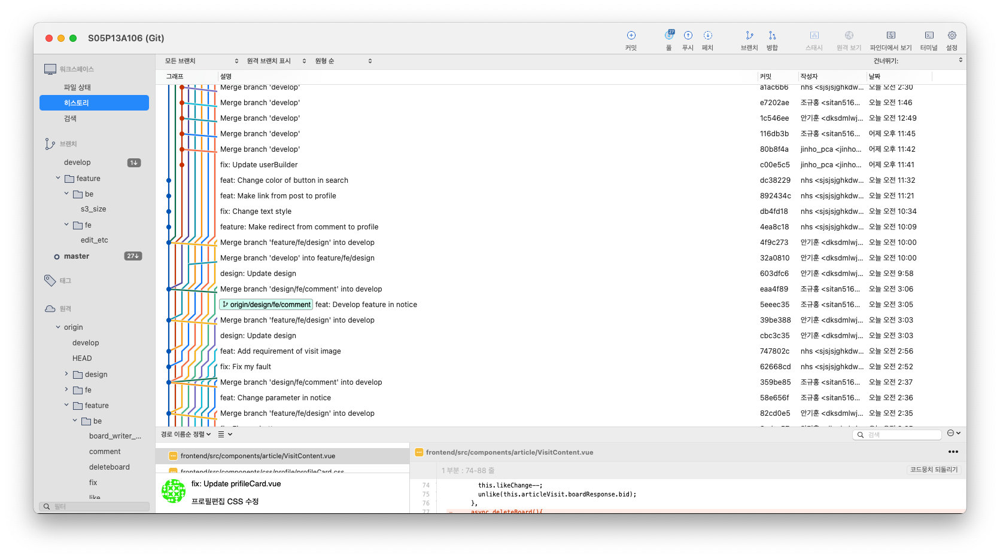 S05P13A106 (Git)
커밋
27
풀
푸시
페치
브랜치
병합
스태시
원격 보기
파인더에서 보기
터미널
설정
워크스페이스
파일 상태
히스토리
검색
브랜치
develop 1↓
feature
be
s3_size
fe
edit_etc
master 27↓
태그
원격
origin
develop
HEAD
design
fe
feature
be
board_writer_...
comment
deleteboard
fix
like
필터
모든 브랜치 원격 브랜치 표시 원형 순 건너뛰기:
그래프 설명 커밋 작성자 날짜
Merge branch 'develop' a1ac6b6 nhs <sjsjsjghkdw... 오늘 오전 2:30
Merge branch 'develop' e7202ae 조규홍 <sitan516... 오늘 오전 1:46
Merge branch 'develop' 1c546ee 안기훈 <dksdmlwj... 오늘 오전 12:49
Merge branch 'develop' 116db3b 조규홍 <sitan516... 어제 오후 11:45
Merge branch 'develop' 80b8f4a jinho_pca <jinho... 어제 오후 11:42
fix: Update userBuilder c00e5c5 jinho_pca <jinho... 어제 오후 11:41
feat: Change color of button in search dc38229 nhs <sjsjsjghkdw... 오늘 오전 11:32
feat: Make link from post to profile 892434c nhs <sjsjsjghkdw... 오늘 오전 11:21
fix: Change text style db4fd18 nhs <sjsjsjghkdw... 오늘 오전 10:34
feature: Make redirect from comment to profile 4ea8c18 nhs <sjsjsjghkdw... 오늘 오전 10:09
Merge branch 'feature/fe/design' into develop 4f9c273 안기훈 <dksdmlwj... 오늘 오전 10:00
Merge branch 'develop' into feature/fe/design 32a0810 안기훈 <dksdmlwj... 오늘 오전 10:00
design: Update design 603dfc6 안기훈 <dksdmlwj... 오늘 오전 9:58
Merge branch 'design/fe/comment' into develop eaa4f89 조규홍 <sitan516... 오늘 오전 3:06
origin/design/fe/comment feat: Develop feature in notice 5eeec35 조규홍 <sitan516... 오늘 오전 3:05
Merge branch 'feature/fe/design' into develop 39be388 안기훈 <dksdmlwj... 오늘 오전 3:03
design: Update design cbc3c35 안기훈 <dksdmlwj... 오늘 오전 3:03
feat: Add requirement of visit image 747802c nhs <sjsjsjghkdw... 오늘 오전 2:56
fix: Fix my fault 62668cd nhs <sjsjsjghkdw... 오늘 오전 2:52
Merge branch 'design/fe/comment' into develop 359be85 조규홍 <sitan516... 오늘 오전 2:37
feat: Change parameter in notice 58e656f 조규홍 <sitan516... 오늘 오전 2:36
Merge branch 'feature/fe/design' into develop 82cd0e5 안기훈 <dksdmlwj... 오늘 오전 2:35
경로 이름순 정렬 검색
frontend/src/components/article/VisitContent.vue
frontend/src/components/css/profile/profileCard.css
fix: Update prifileCard.vue
프로필편집 CSS 수정
frontend/src/components/article/VisitContent.vue
1 부분 : 74-88 줄 코드뭉치 되돌리기
74 this.likeChange--;
75 unlike(this.articleVisit.boardResponse.bid);
76 },
77 - async deleteBoard(){